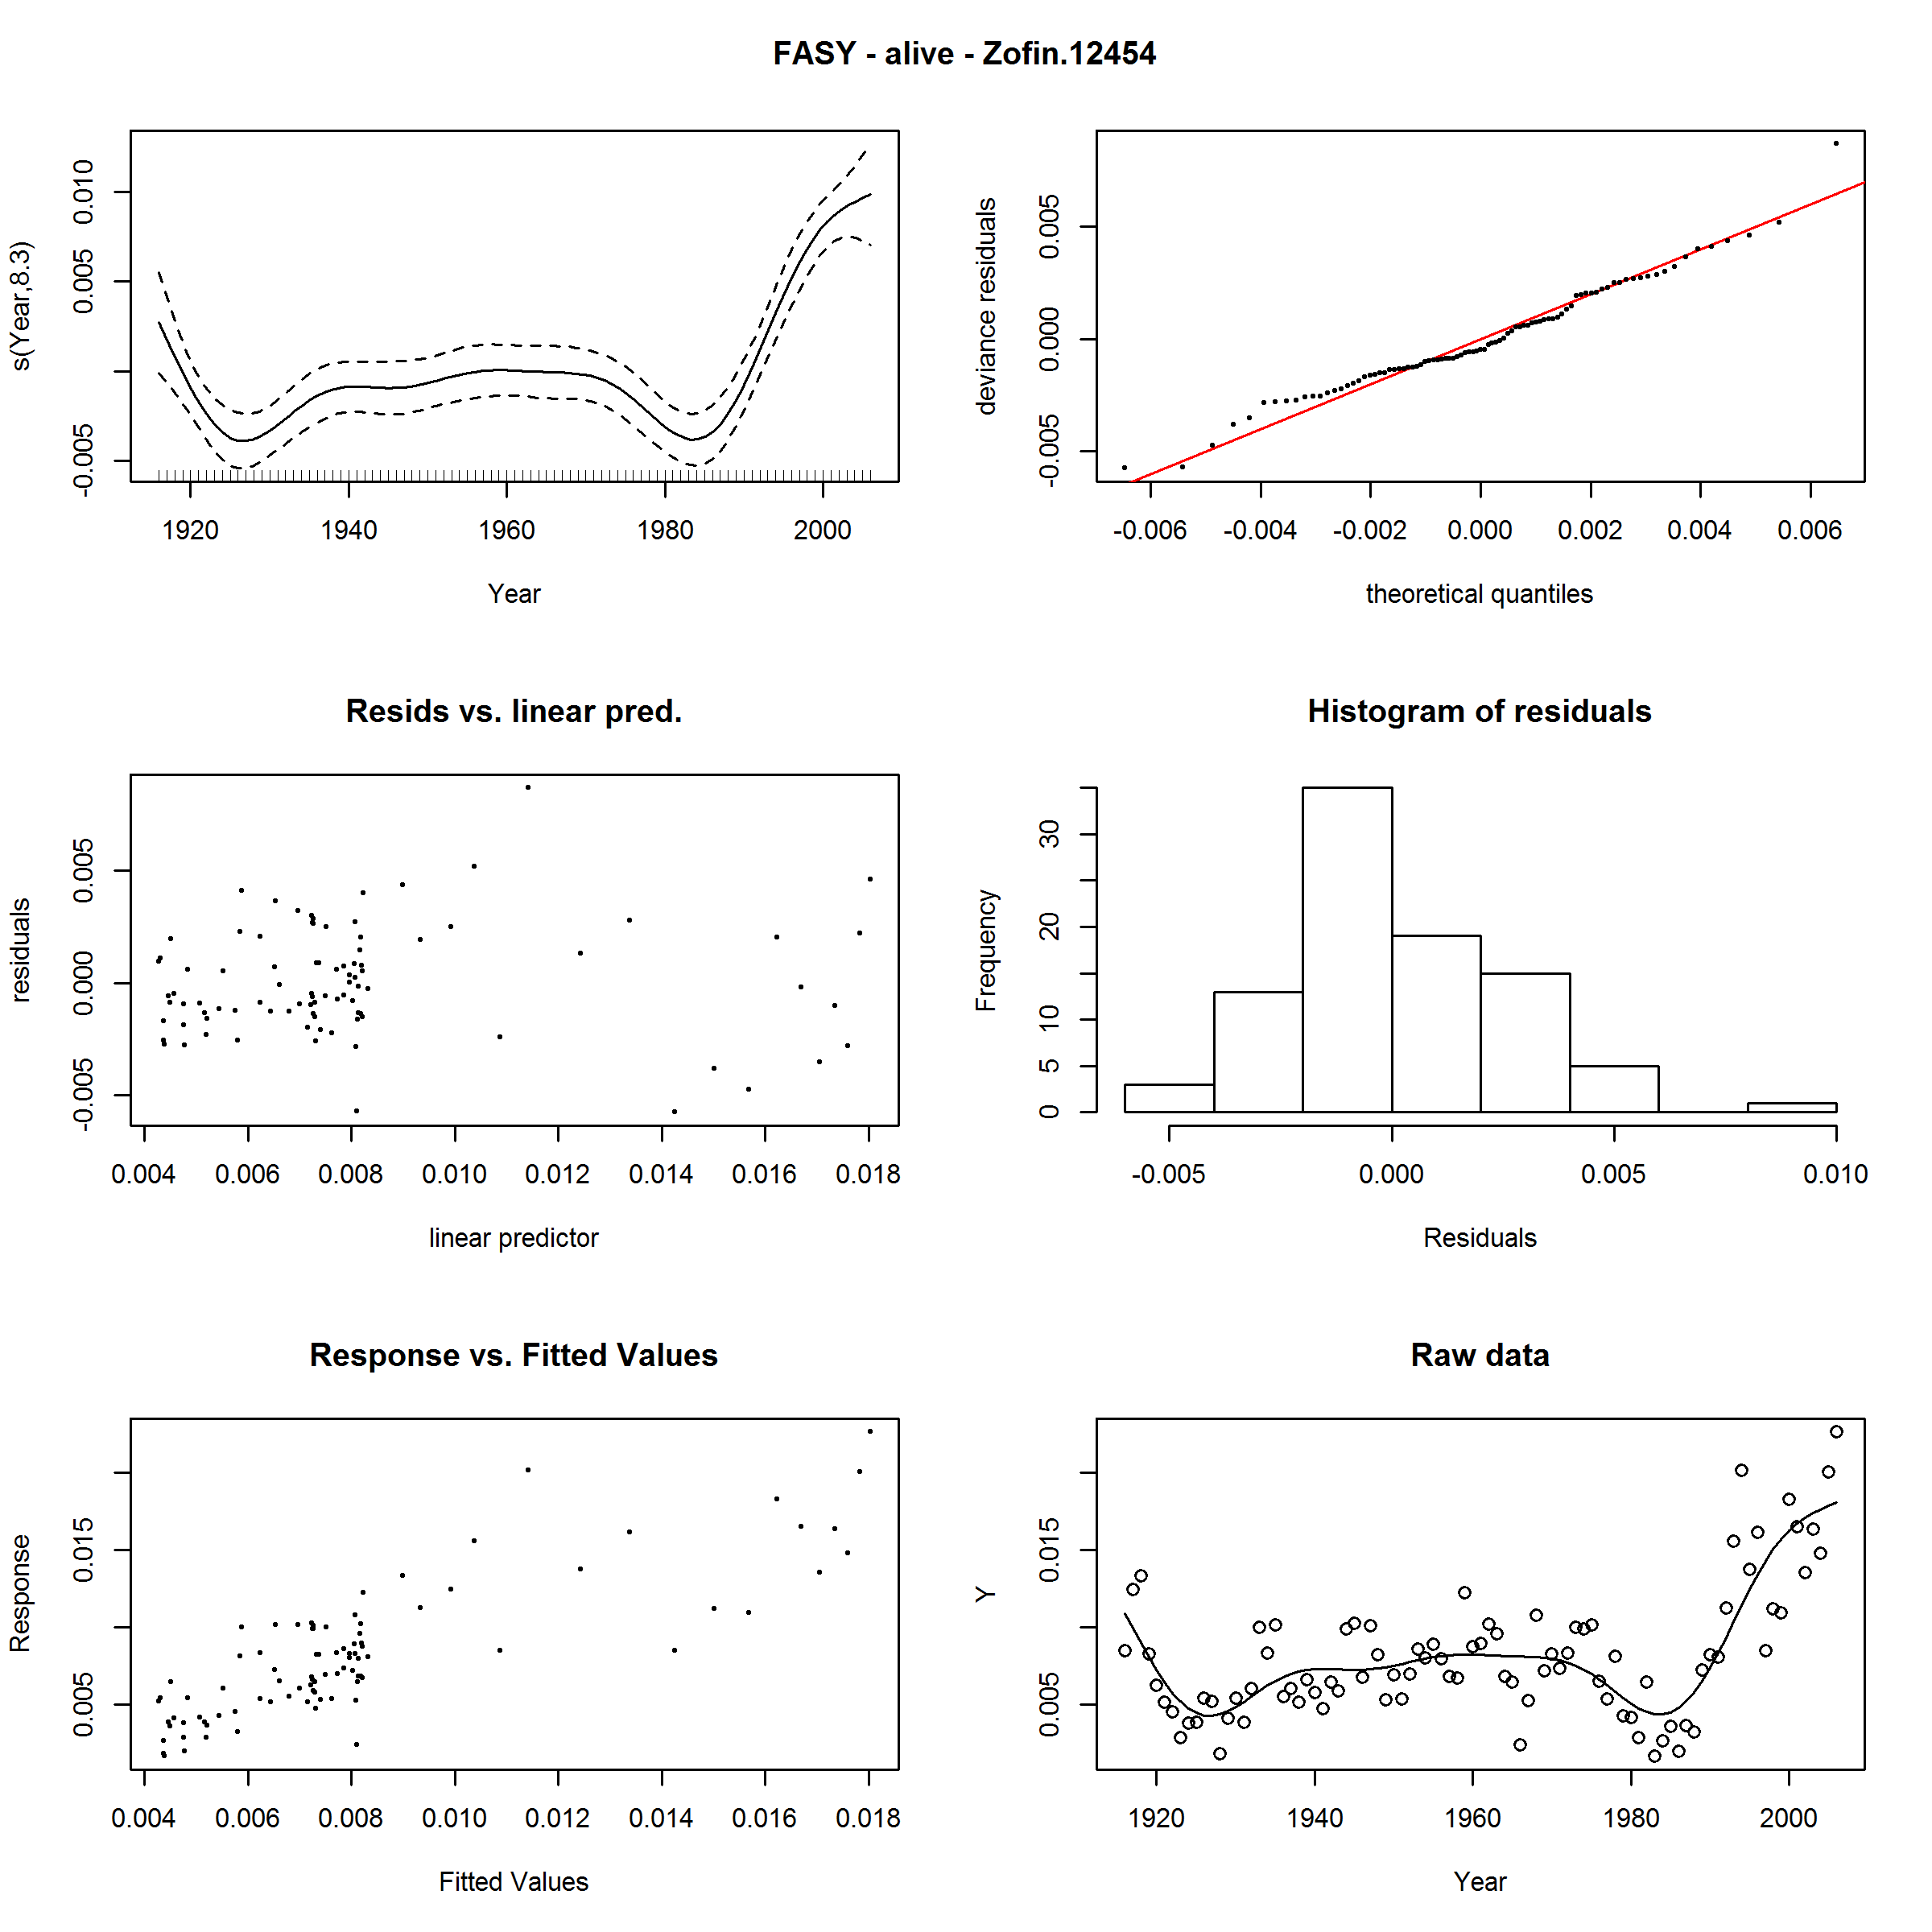 FASY - alive - Zofin.12454
s(Year,8.3)
-0.005 0.005 0.010
1920 1940 1960 1980 2000
Year
deviance residuals
-0.005 0.000 0.005
-0.006 -0.004 -0.002 0.000 0.002 0.004 0.006
theoretical quantiles
Resids vs. linear pred.
residuals
-0.005 0.000 0.005
0.004 0.006 0.008 0.010 0.012 0.014 0.016 0.018
linear predictor
Histogram of residuals
Frequency
0 5 10 20 30
-0.005 0.000 0.005 0.010
Residuals
Response vs. Fitted Values
Response
0.005 0.015
0.004 0.006 0.008 0.010 0.012 0.014 0.016 0.018
Fitted Values
Raw data
Y
0.005 0.015
1920 1940 1960 1980 2000
Year